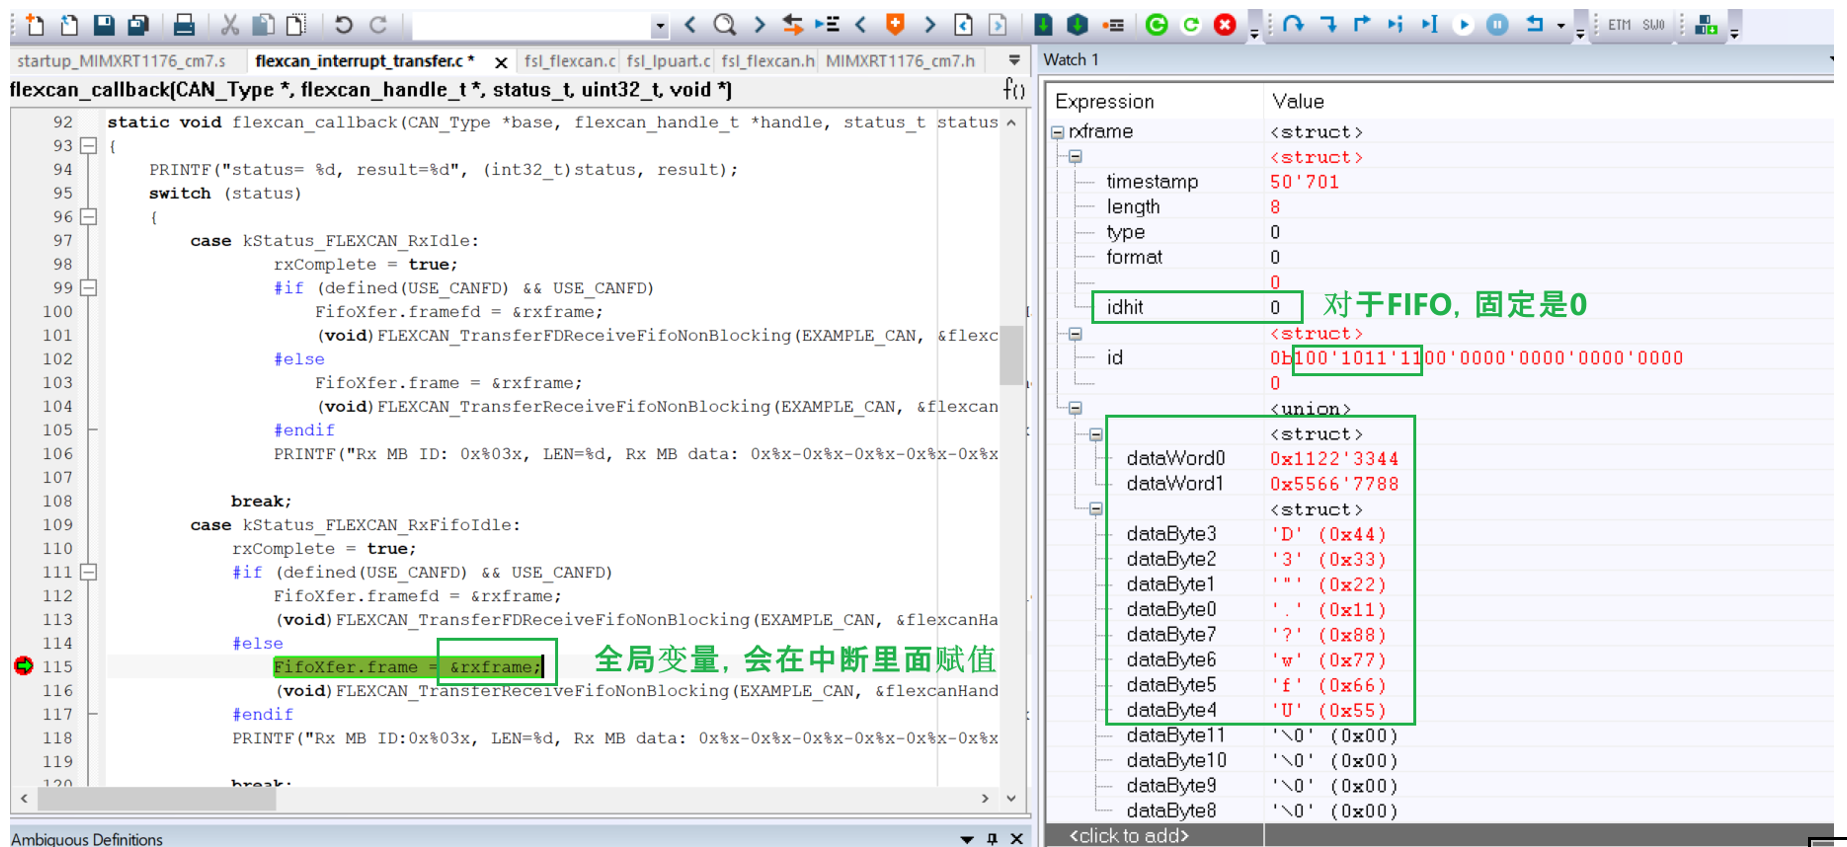 ETM SWO
startup_MIMXRT1176_cm7.s
flexcan_interrupt_transfer.c *
fsl_flexcan.c
fsl_lpuart.c
fsl_flexcan.h
MIMXRT1176_cm7.h
flexcan_callback(CAN_Type *, flexcan_handle_t *, status_t, uint32_t, void *)
f()
92 static void flexcan_callback(CAN_Type *base, flexcan_handle_t *handle, status_t status
93 {
94 PRINTF("status= %d, result=%d", (int32_t)status, result);
95 switch (status)
96 {
97 case kStatus_FLEXCAN_RxIdle:
98 rxComplete = true;
99 #if (defined(USE_CANFD) && USE_CANFD)
100 FifoXfer.framefd = &rxframe;
101 (void)FLEXCAN_TransferFDReceiveFifoNonBlocking(EXAMPLE_CAN, &flexc
102 #else
103 FifoXfer.frame = &rxframe;
104 (void)FLEXCAN_TransferReceiveFifoNonBlocking(EXAMPLE_CAN, &flexcan
105 #endif
106 PRINTF("Rx MB ID: 0x%03x, LEN=%d, Rx MB data: 0x%x-0x%x-0x%x-0x%x-0x%x
107
108 break;
109 case kStatus_FLEXCAN_RxFifoIdle:
110 rxComplete = true;
111 #if (defined(USE_CANFD) && USE_CANFD)
112 FifoXfer.framefd = &rxframe;
113 (void)FLEXCAN_TransferFDReceiveFifoNonBlocking(EXAMPLE_CAN, &flexcanHa
114 #else
115 FifoXfer.frame = &rxframe; 全局变量，会在中断里面赋值
116 (void)FLEXCAN_TransferReceiveFifoNonBlocking(EXAMPLE_CAN, &flexcanHand
117 #endif
118 PRINTF("Rx MB ID:0x%03x, LEN=%d, Rx MB data: 0x%x-0x%x-0x%x-0x%x-0x%x-0x%x
119
120 break;
Ambiguous Definitions
Watch 1
Expression Value
rxframe <struct>
<struct>
timestamp 50'701
length 8
type 0
format 0
0
idhit 0 对于FIFO，固定是0
<struct>
id 0b100'1011'1100'0000'0000'0000'0000
0
<union>
<struct>
dataWord0 0x1122'3344
dataWord1 0x5566'7788
<struct>
dataByte3 'D' (0x44)
dataByte2 '3' (0x33)
dataByte1 '"' (0x22)
dataByte0 '.' (0x11)
dataByte7 '?' (0x88)
dataByte6 'w' (0x77)
dataByte5 'f' (0x66)
dataByte4 'U' (0x55)
dataByte11 '\0' (0x00)
dataByte10 '\0' (0x00)
dataByte9 '\0' (0x00)
dataByte8 '\0' (0x00)
<click to add>